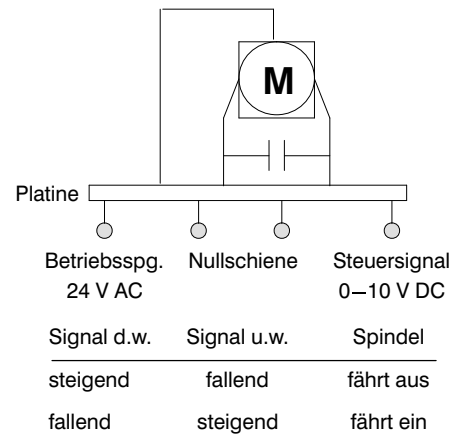 M
Platine
Betriebsspg. Nullschiene Steuersignal
24 V AC 0–10 V DC
Signal d.w. Signal u.w. Spindel
steigend fallend fährt aus
fallend steigend fährt ein